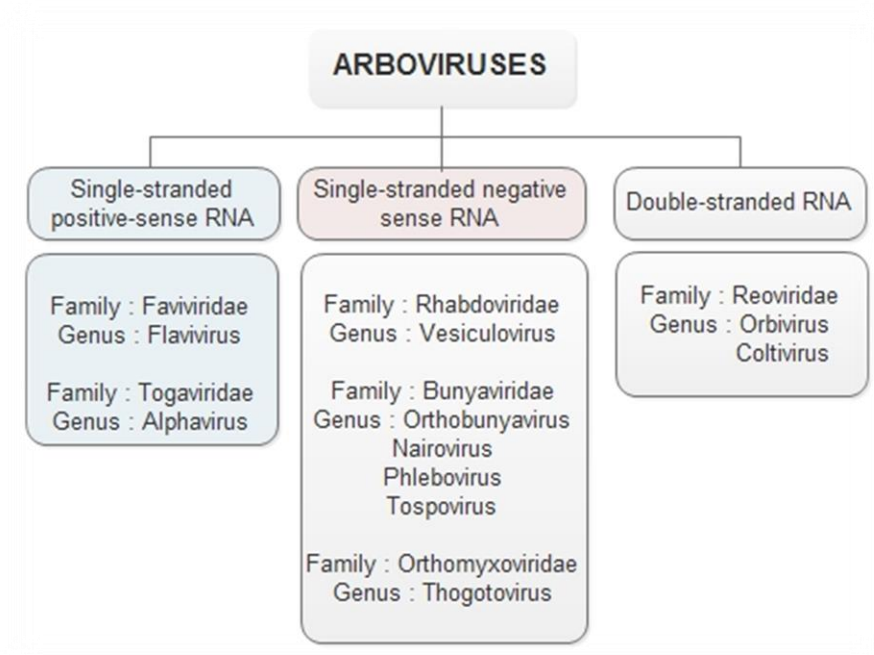 ARBOVIRUSES
Single-stranded
positive-sense RNA
Family : Faviviridae
Genus : Flavivirus
Family : Togaviridae
Genus : Alphavirus
Single-stranded negative
sense RNA
Family : Rhabdoviridae
Genus : Vesiculovirus
Family : Bunyaviridae
Genus : Orthobunyavirus
Nairovirus
Phlebovirus
Tospovirus
Family : Orthomyxoviridae
Genus : Thogotovirus
Double-stranded RNA
Family : Reoviridae
Genus : Orbivirus
Coltivirus